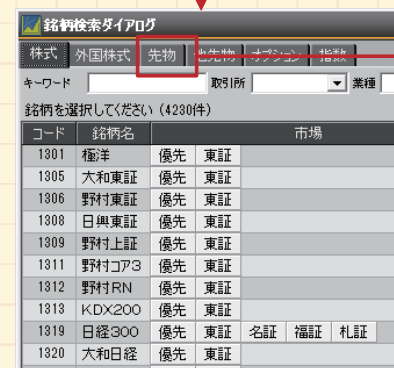 銘柄検索ダイアログ
株式 外国株式 先物 地先物 オプション 指数
キーワード 取引所 業種
銘柄を選択してください (4230件)
コード 銘柄名 市場
1301 極洋 優先 東証
1305 大和東証 優先 東証
1306 野村東証 優先 東証
1308 日興東証 優先 東証
1309 野村上証 優先 東証
1311 野村コア3 優先 東証
1312 野村RN 優先 東証
1313 KDX200 優先 東証
1319 日経300 優先 東証 名証 福証 札証
1320 大和日経 優先 東証